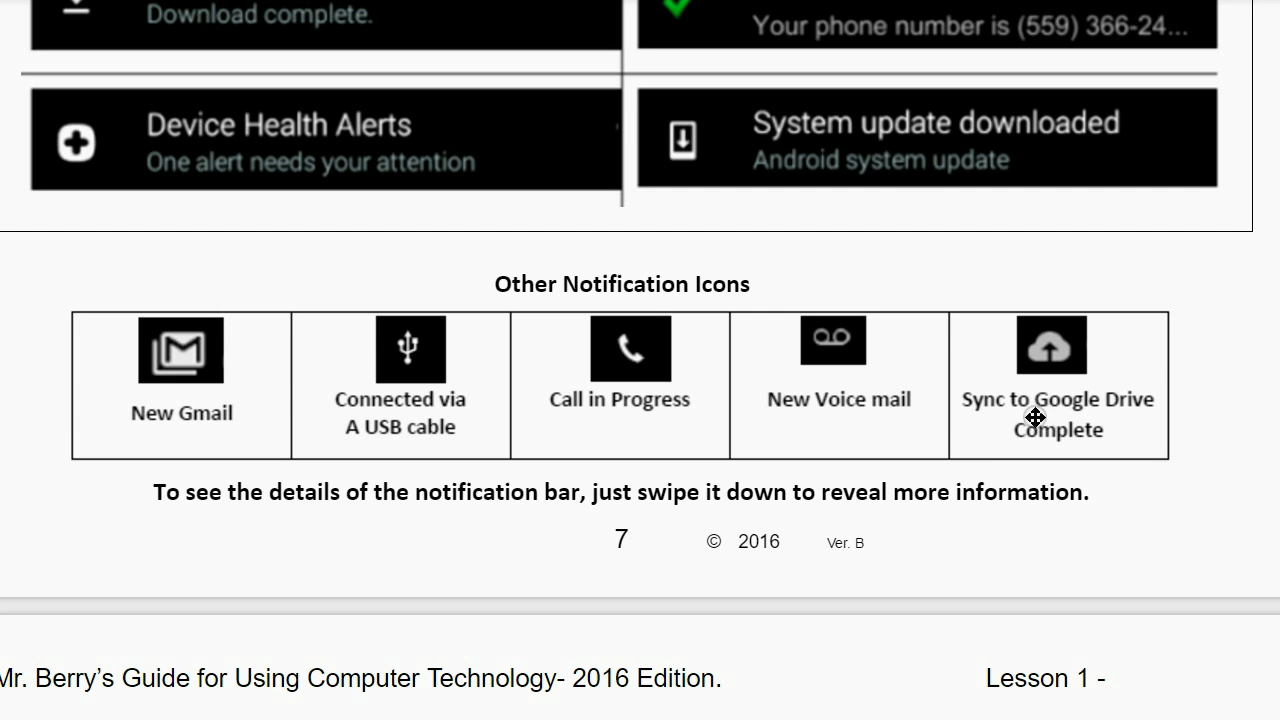 Download complete.
Your phone number is (559) 366-24...
Device Health Alerts
One alert needs your attention
System update downloaded
Android system update
Other Notification Icons
New Gmail
Connected via
A USB cable
Call in Progress
New Voice mail
Sync to Google Drive
Complete
To see the details of the notification bar, just swipe it down to reveal more information.
7 © 2016 Ver. B
Mr. Berry’s Guide for Using Computer Technology- 2016 Edition. Lesson 1 -